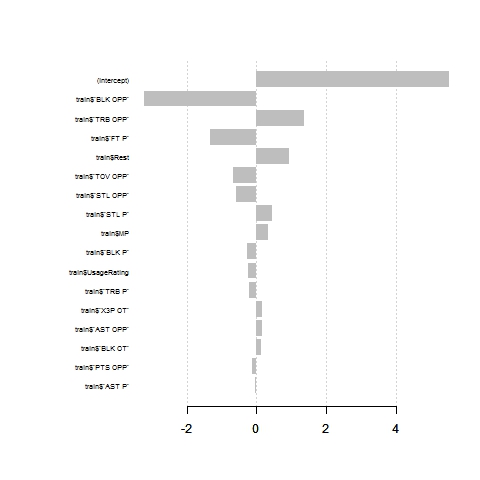 (Intercept)
train$`BLK OPP`
train$`TRB OPP`
train$`FT P`
train$Rest
train$`TOV OPP`
train$`STL OPP`
train$`STL P`
train$MP
train$`BLK P`
train$UsageRating
train$`TRB P`
train$`X3P OT`
train$`AST OPP`
train$`BLK OT`
train$`PTS OPP`
train$`AST P`
-2 0 2 4